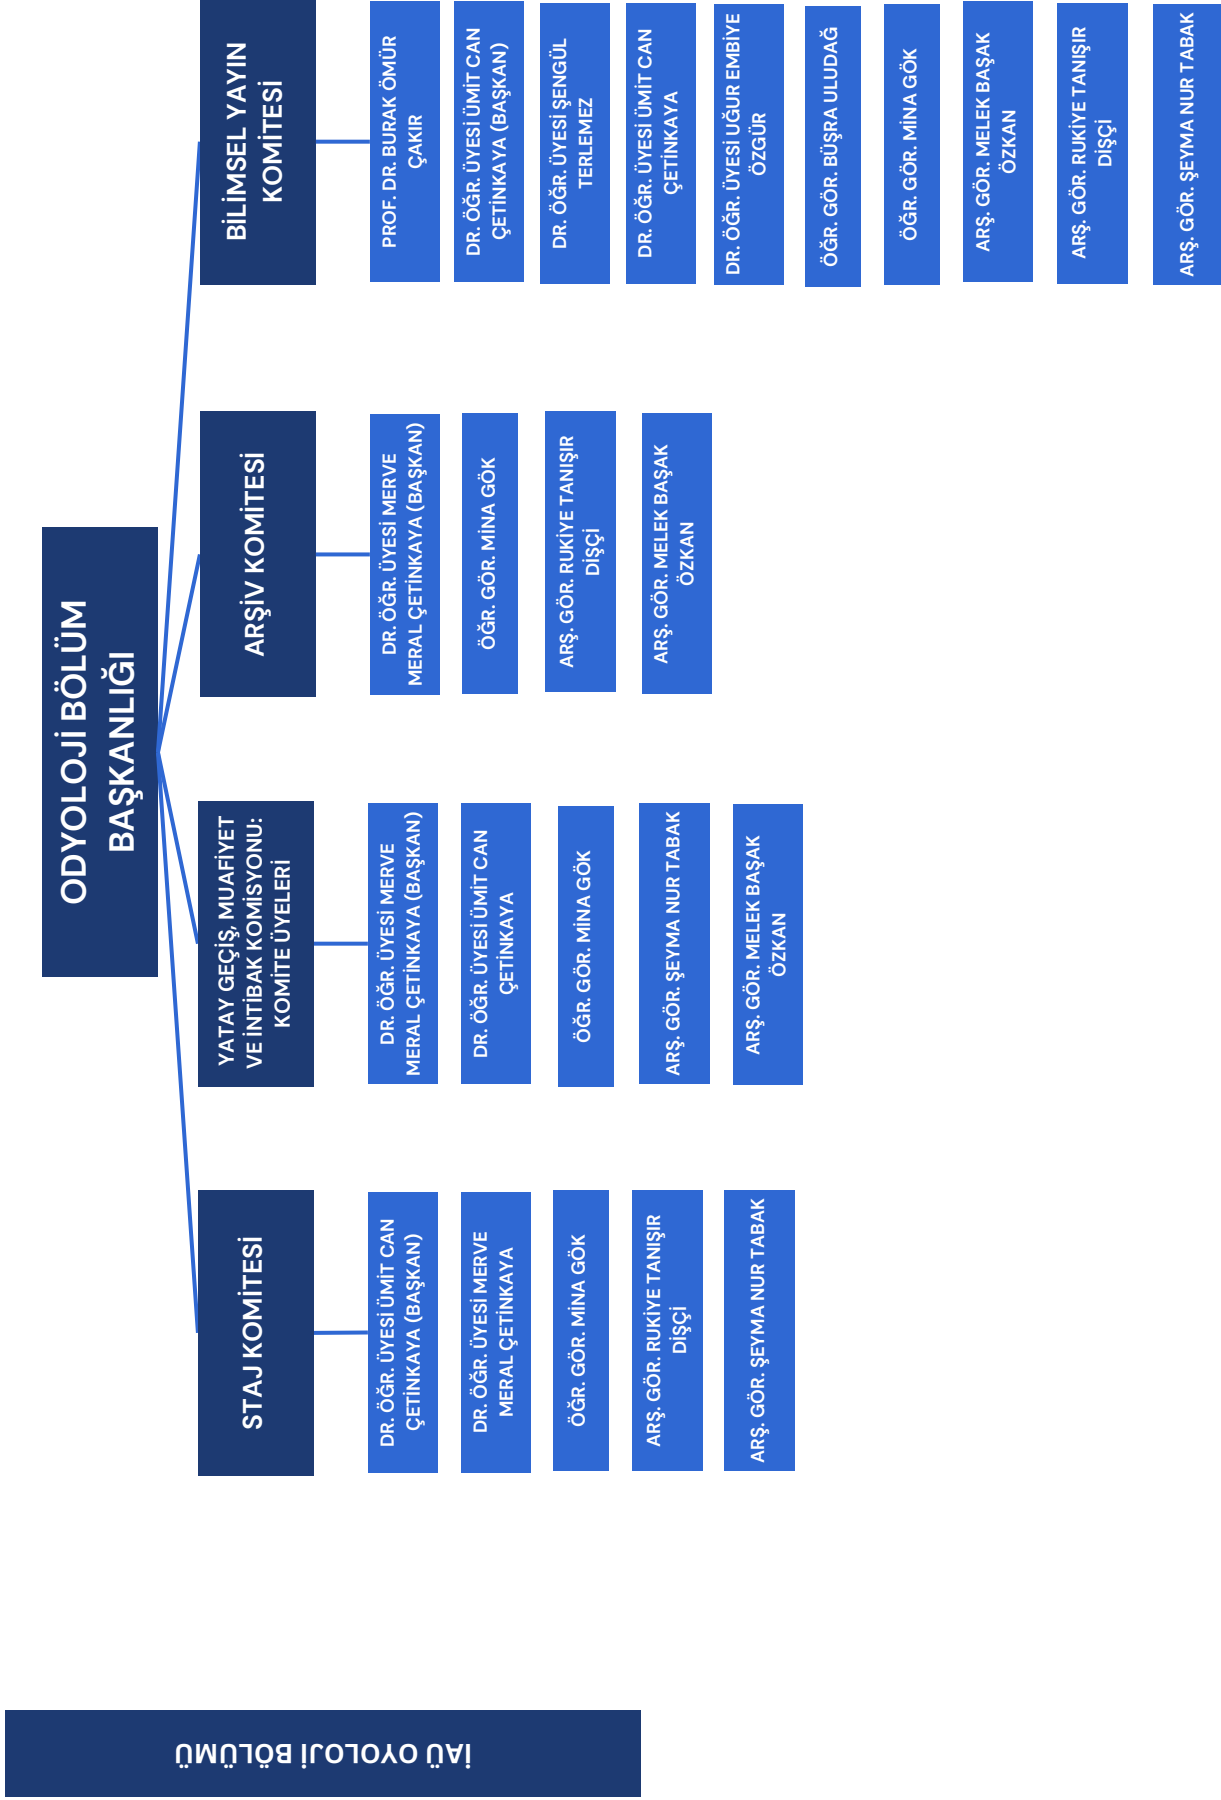 ODYOLOJİ BÖLÜM
BAŞKANLIĞI
STAJ KOMİTESİ
DR. ÖĞR. ÜYESİ ÜMİT CAN
ÇETİNKAYA (BAŞKAN)
DR. ÖĞR. ÜYESİ MERVE
MERAL ÇETİNKAYA
ÖĞR. GÖR. MİNA GÖK
ARŞ. GÖR. RUKİYE TANIŞIR
DİŞÇİ
ARŞ. GÖR. ŞEYMA NUR TABAK
YATAY GEÇİŞ, MUAFİYET
VE İNTİBAK KOMİSYONU:
KOMİTE ÜYELERİ
DR. ÖĞR. ÜYESİ MERVE
MERAL ÇETİNKAYA (BAŞKAN)
DR. ÖĞR. ÜYESİ ÜMİT CAN
ÇETİNKAYA
ÖĞR. GÖR. MİNA GÖK
ARŞ. GÖR. ŞEYMA NUR TABAK
ARŞ. GÖR. MELEK BAŞAK
ÖZKAN
ARŞİV KOMİTESİ
DR. ÖĞR. ÜYESİ MERVE
MERAL ÇETİNKAYA (BAŞKAN)
ÖĞR. GÖR. MİNA GÖK
ARŞ. GÖR. RUKİYE TANIŞIR
DİŞÇİ
ARŞ. GÖR. MELEK BAŞAK
ÖZKAN
BİLİMSEL YAYIN
KOMİTESİ
PROF. DR. BURAK ÖMÜR
ÇAKIR
DR. ÖĞR. ÜYESİ ÜMİT CAN
ÇETİNKAYA (BAŞKAN)
DR. ÖĞR. ÜYESİ ŞENGÜL
TERLEMEZ
DR. ÖĞR. ÜYESİ ÜMİT CAN
ÇETİNKAYA
DR. ÖĞR. ÜYESİ UĞUR EMBİYE
ÖZGÜR
ÖĞR. GÖR. BÜŞRA ULUDAĞ
ÖĞR. GÖR. MİNA GÖK
ARŞ. GÖR. MELEK BAŞAK
ÖZKAN
ARŞ. GÖR. RUKİYE TANIŞIR
DİŞÇİ
ARŞ. GÖR. ŞEYMA NUR TABAK
İAÜ OYOLOJİ BÖLÜMÜ